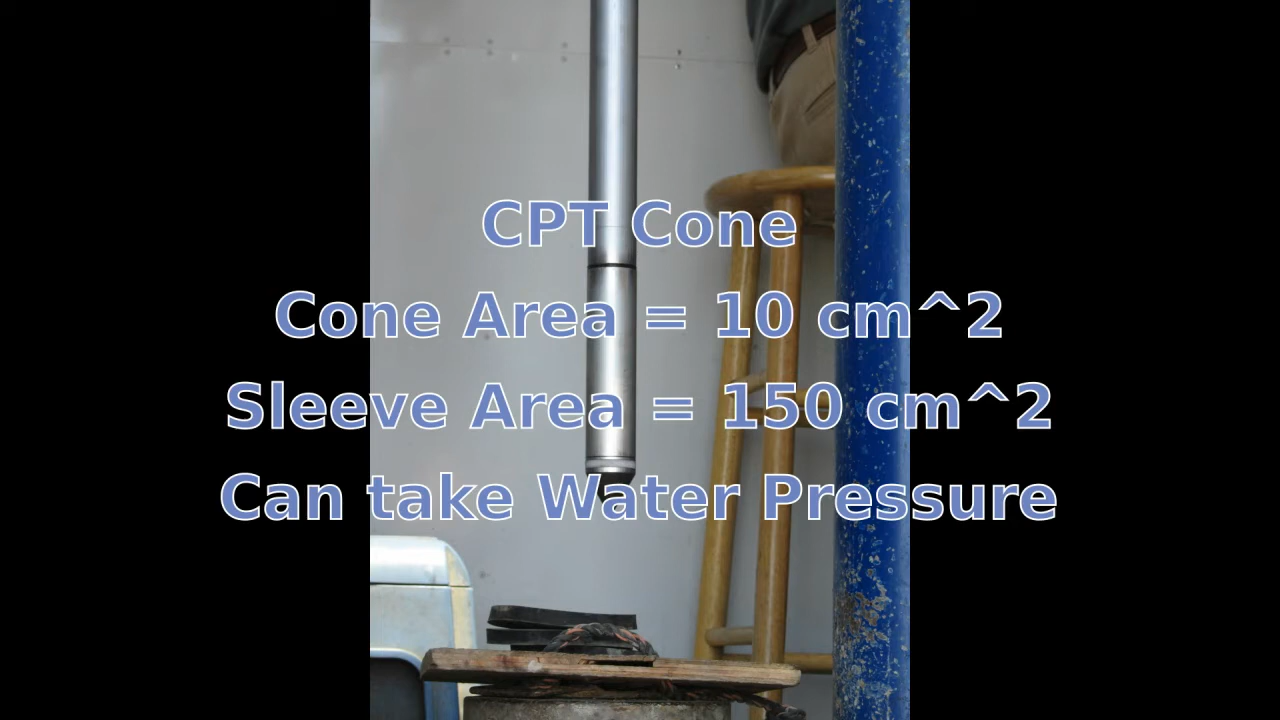 CPT Cone
Cone Area = 10 cm^2
Sleeve Area = 150 cm^2
Can take Water Pressure